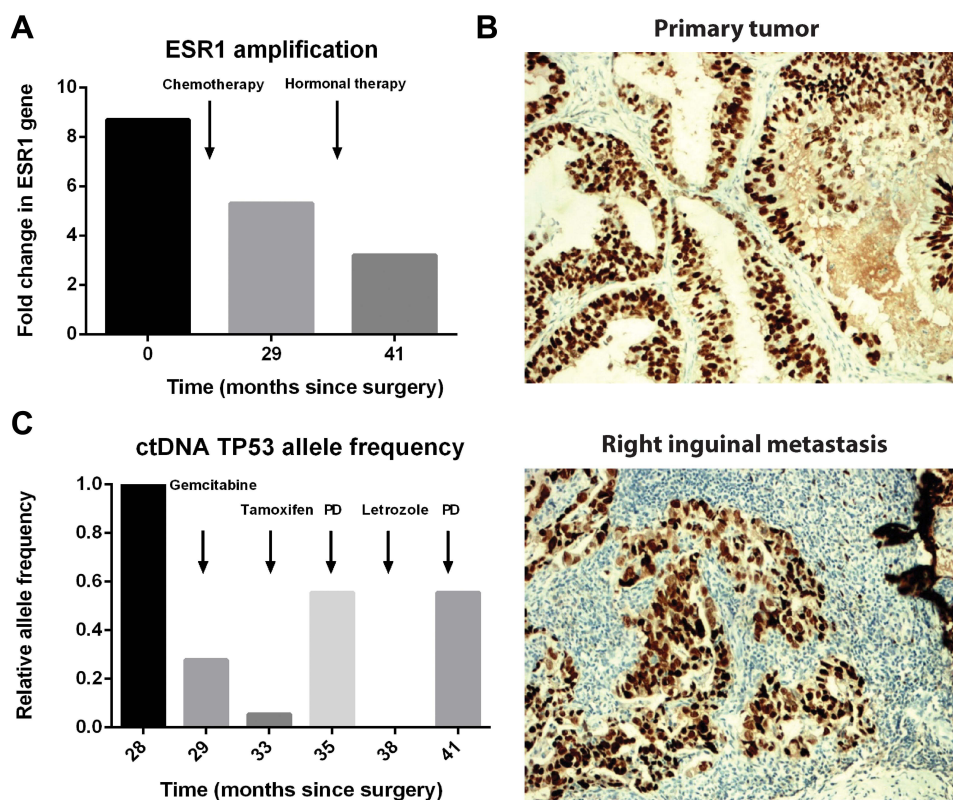 A
ESR1 amplification
Chemotherapy Hormonal therapy
Fold change in ESR1 gene
10
8
6
4
2
0
0 29 41
Time (months since surgery)
B
Primary tumor
Right inguinal metastasis
C
ctDNA TP53 allele frequency
Gemcitabine
Tamoxifen PD Letrozole PD
Relative allele frequency
1.0
0.8
0.6
0.4
0.2
0.0
28 29 33 35 38 41
Time (months since surgery)